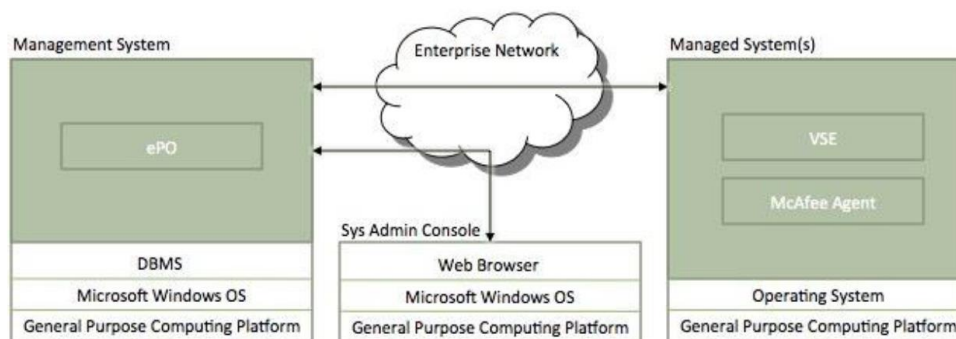 Management System
ePO
DBMS
Microsoft Windows OS
General Purpose Computing Platform
Enterprise Network
Sys Admin Console
Web Browser
Microsoft Windows OS
General Purpose Computing Platform
Managed System(s)
VSE
McAfee Agent
Operating System
General Purpose Computing Platform